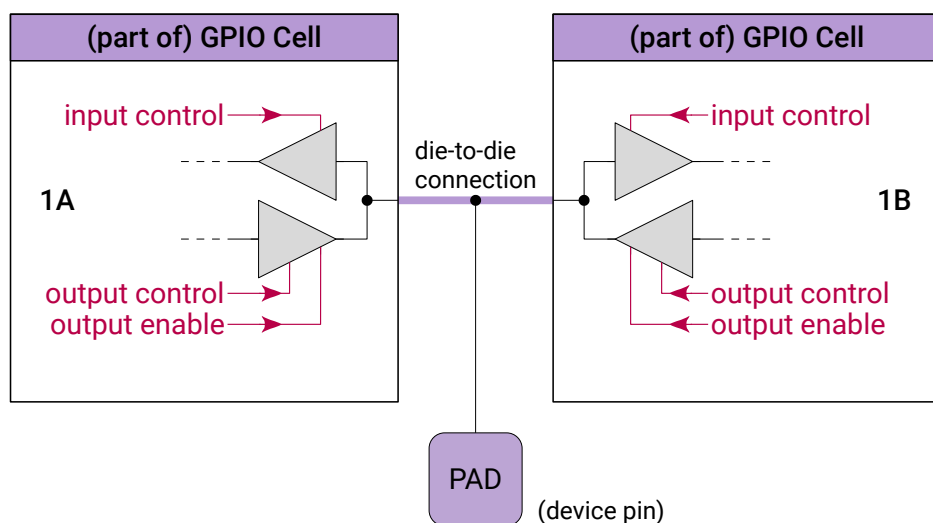 (part of) GPIO Cell
(part of) GPIO Cell
input control
input control
die-to-die
connection
1A
1B
output control
output enable
output control
output enable
PAD
(device pin)